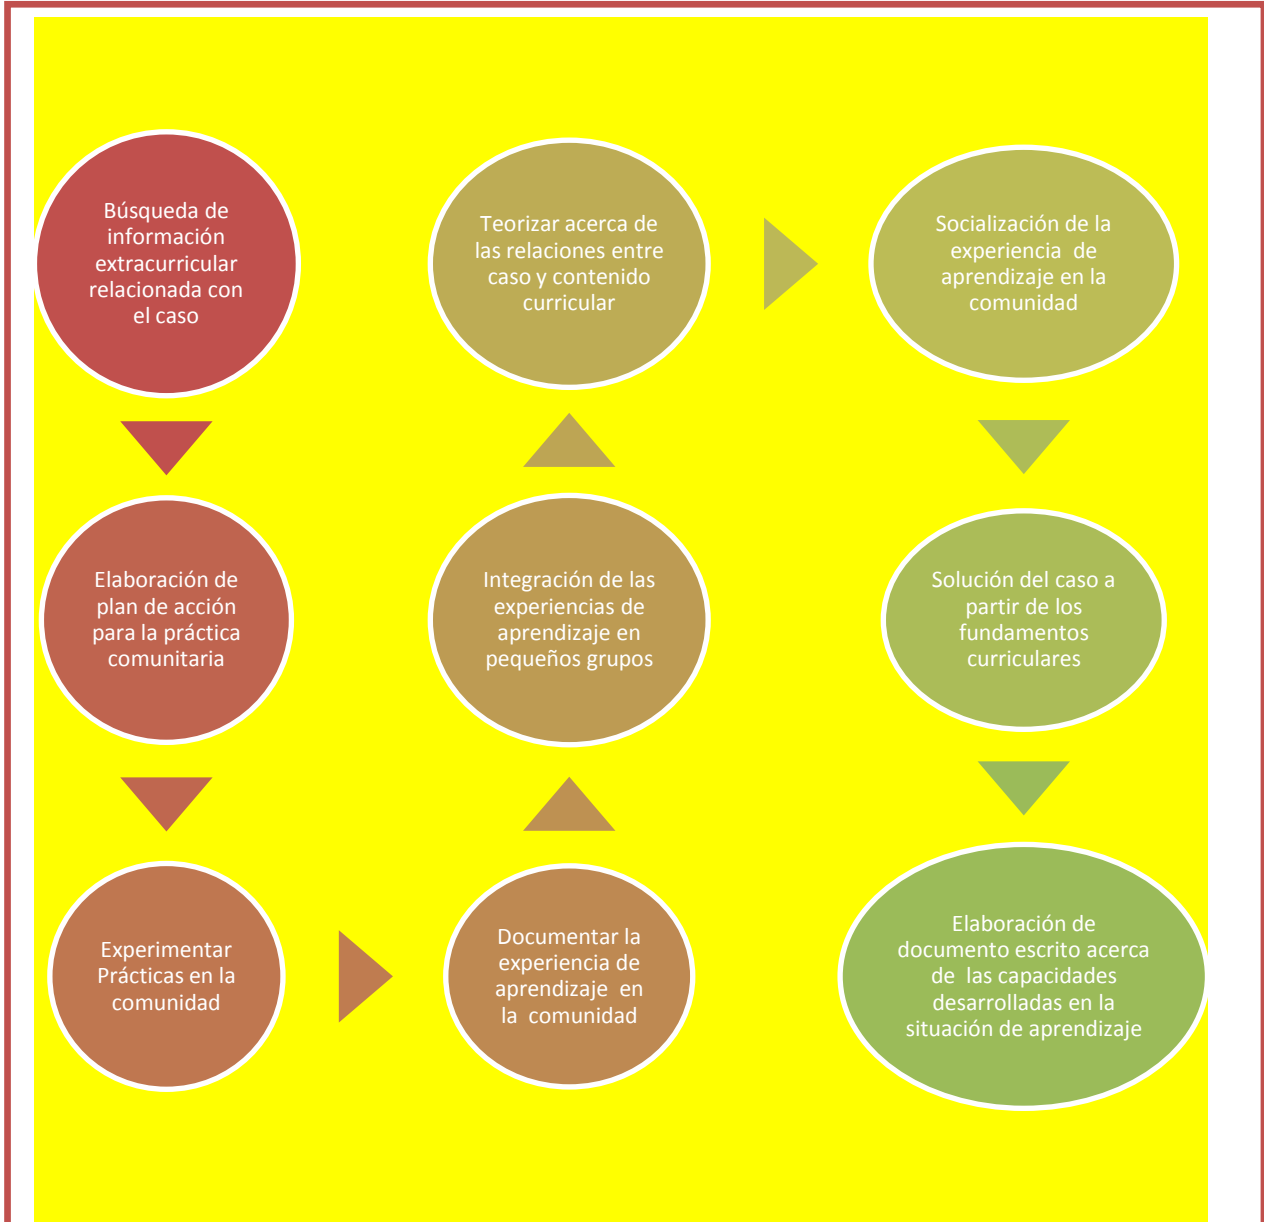 Búsqueda de
información
extracurricular
relacionada con
el caso
Elaboración de
plan de acción
para la práctica
comunitaria
Experimentar
Prácticas en la
comunidad
Documentar la
experiencia de
aprendizaje  en
la  comunidad
Integración de las
experiencias de
aprendizaje en
pequeños grupos
Teorizar acerca de
las relaciones entre
caso y contenido
curricular
Socialización de la
experiencia  de
aprendizaje en la
comunidad
Solución del caso a
partir de los
fundamentos
curriculares
Elaboración de
documento escrito acerca
de  las capacidades
desarrolladas en la
situación de aprendizaje